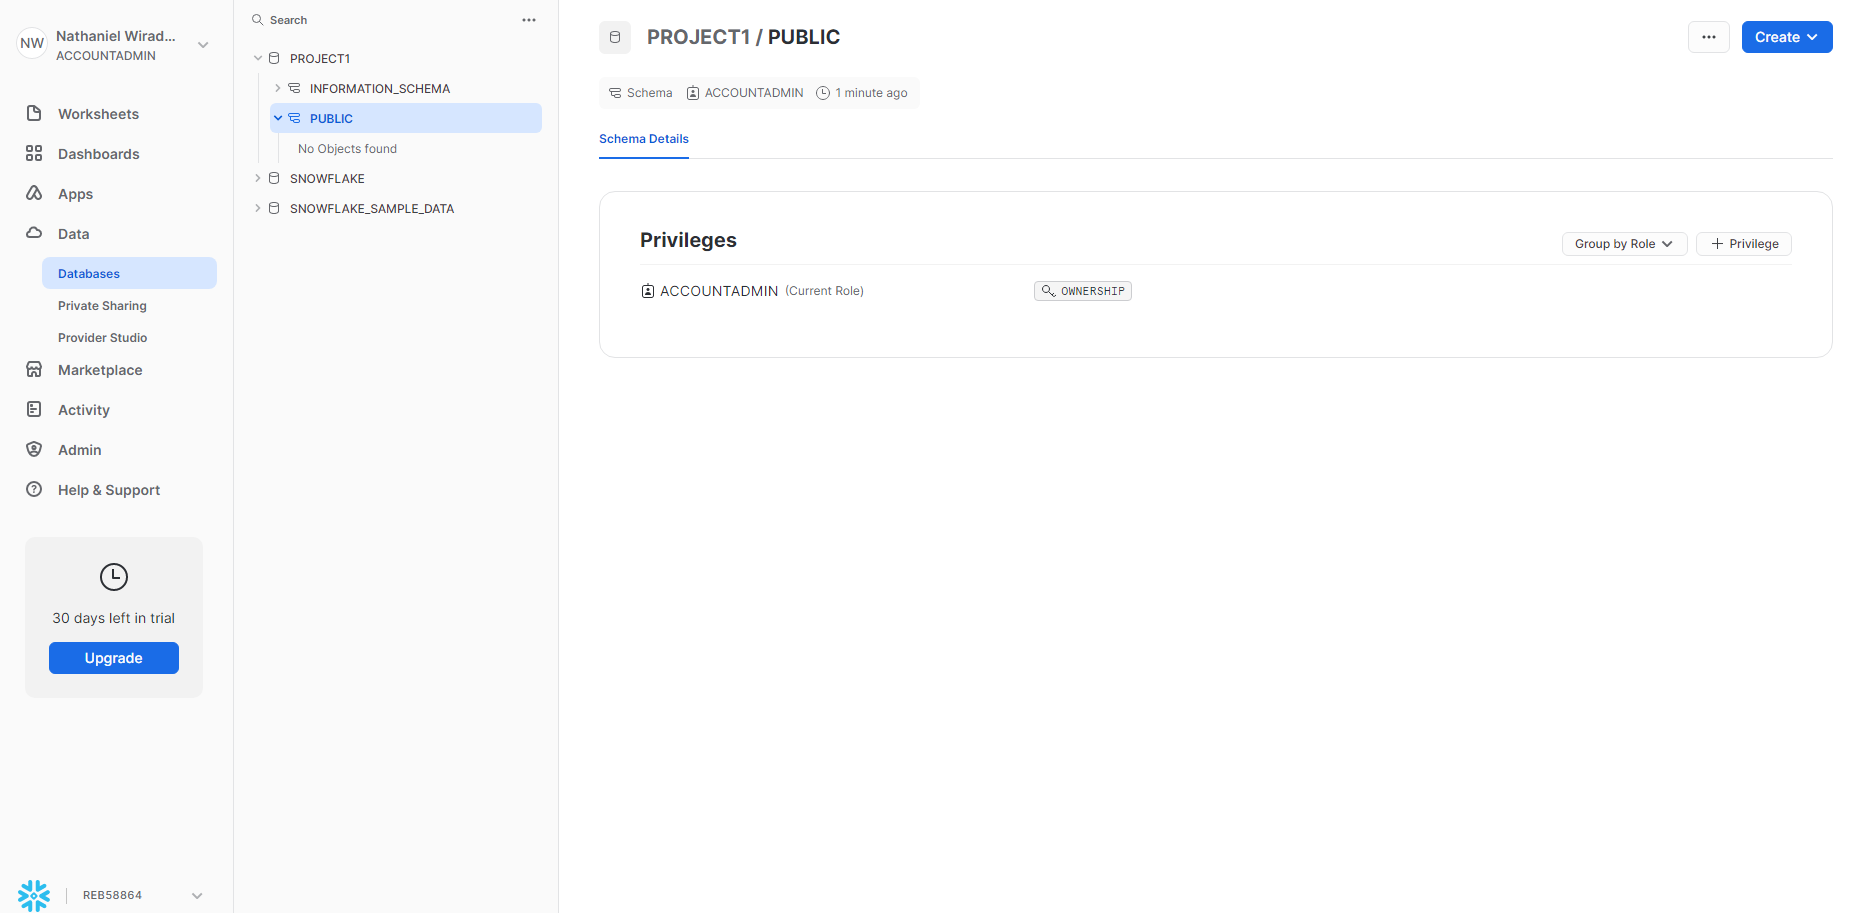 NW
Nathaniel Wirad...
ACCOUNTADMIN
Worksheets
Dashboards
Apps
Data
Databases
Private Sharing
Provider Studio
Marketplace
Activity
Admin
Help & Support
30 days left in trial
Upgrade
REB58864
Search
PROJECT1
INFORMATION_SCHEMA
PUBLIC
No Objects found
SNOWFLAKE
SNOWFLAKE_SAMPLE_DATA
PROJECT1 / PUBLIC
Create
Schema ACCOUNTADMIN 1 minute ago
Schema Details
Privileges
Group by Role
Privilege
ACCOUNTADMIN (Current Role)
OWNERSHIP